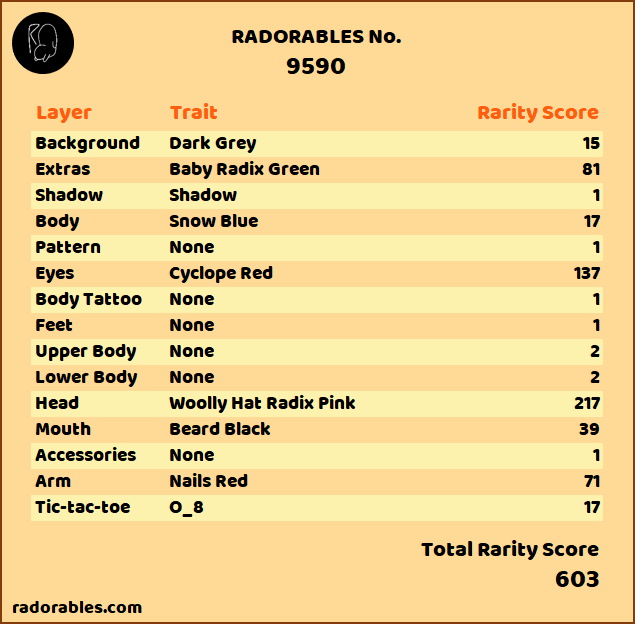 RADORABLES No.
9590
Layer Trait Rarity Score
Background Dark Grey 15
Extras Baby Radix Green 81
Shadow Shadow 1
Body Snow Blue 17
Pattern None 1
Eyes Cyclope Red 137
Body Tattoo None 1
Feet None 1
Upper Body None 2
Lower Body None 2
Head Woolly Hat Radix Pink 217
Mouth Beard Black 39
Accessories None 1
Arm Nails Red 71
Tic-tac-toe O_8 17
Total Rarity Score
603
radorables.com